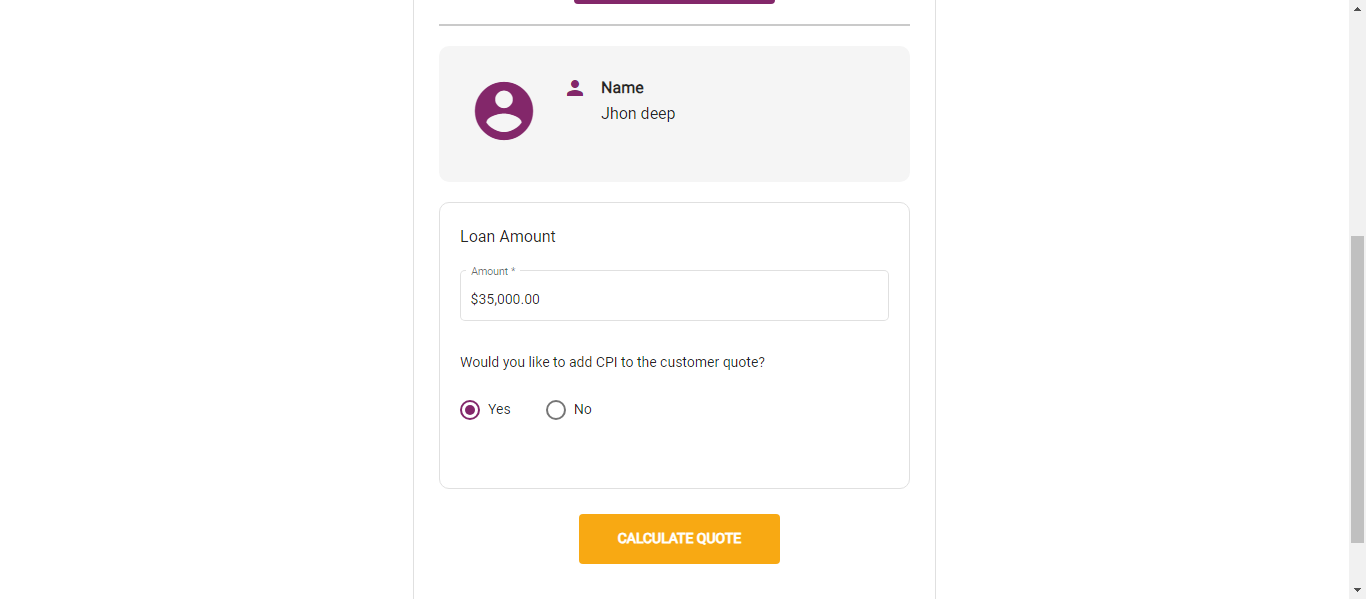 Name
Jhon deep
Loan Amount
Amount *
$35,000.00
Would you like to add CPI to the customer quote?
Yes No
CALCULATE QUOTE